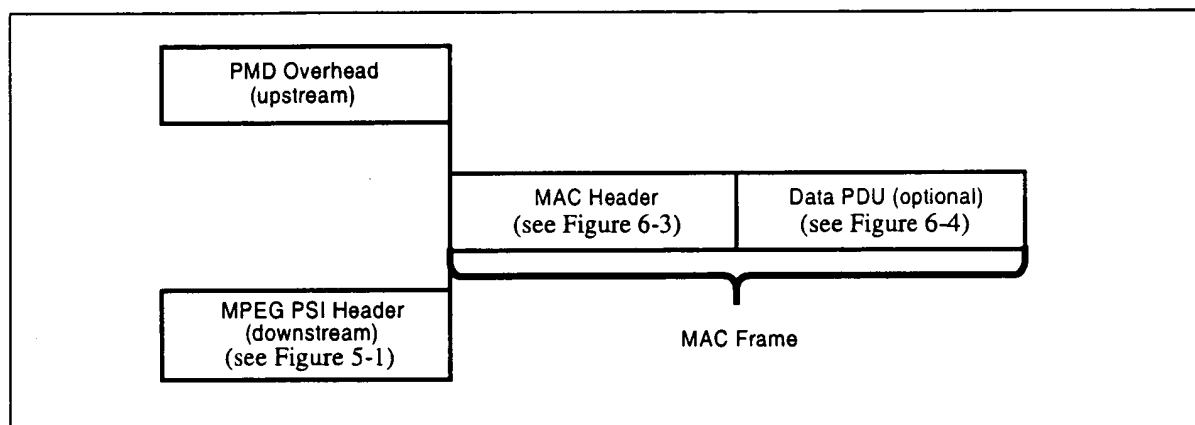 PMD Overhead
(upstream)
MAC Header
(see Figure 6-3)
Data PDU (optional)
(see Figure 6-4)
MPEG PSI Header
(downstream)
(see Figure 5-1)
MAC Frame